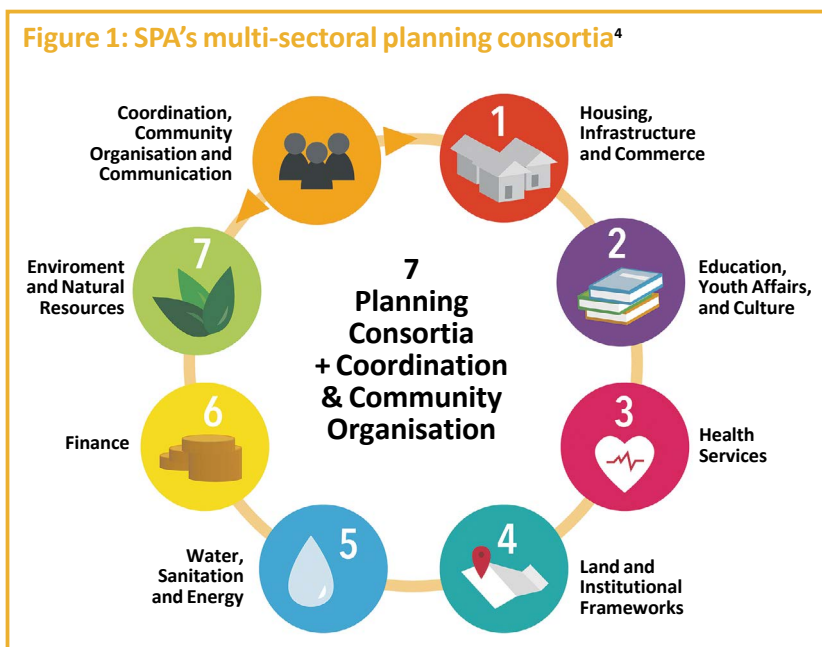 Figure 1: SPA’s multi-sectoral planning consortia⁴
Coordination,
Community
Organisation and
Communication
1
Housing,
Infrastructure
and Commerce
2
Education,
Youth Affairs,
and Culture
3
Health
Services
4
Land and
Institutional
Frameworks
5
Water,
Sanitation
and Energy
6
Finance
7
Enviroment
and Natural
Resources
7
Planning
Consortia
+ Coordination
& Community
Organisation